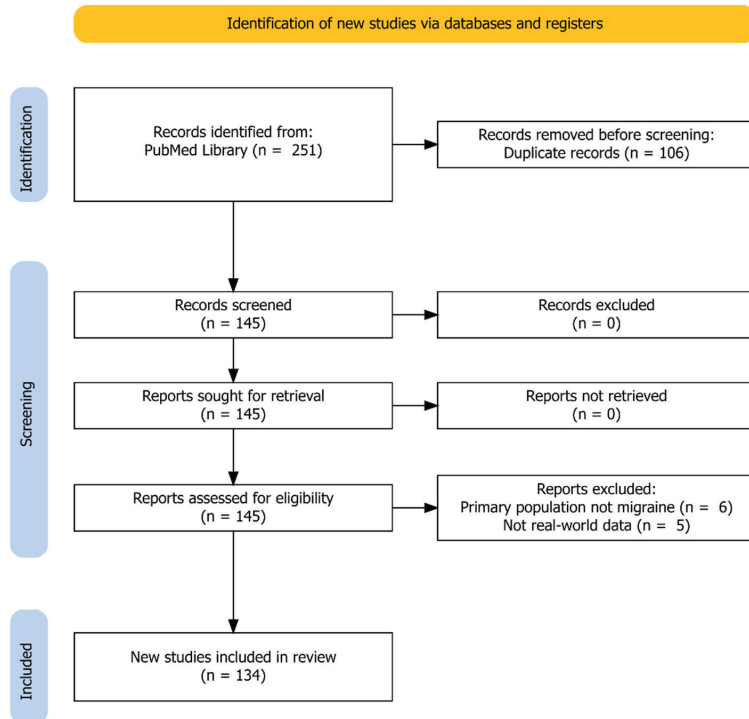 Identification of new studies via databases and registers
Identification
Records identified from:
PubMed Library (n = 251)
Records removed before screening:
Duplicate records (n = 106)
Screening
Records screened
(n = 145)
Records excluded
(n = 0)
Reports sought for retrieval
(n = 145)
Reports not retrieved
(n = 0)
Reports assessed for eligibility
(n = 145)
Reports excluded:
Primary population not migraine (n = 6)
Not real-world data (n = 5)
Included
New studies included in review
(n = 134)